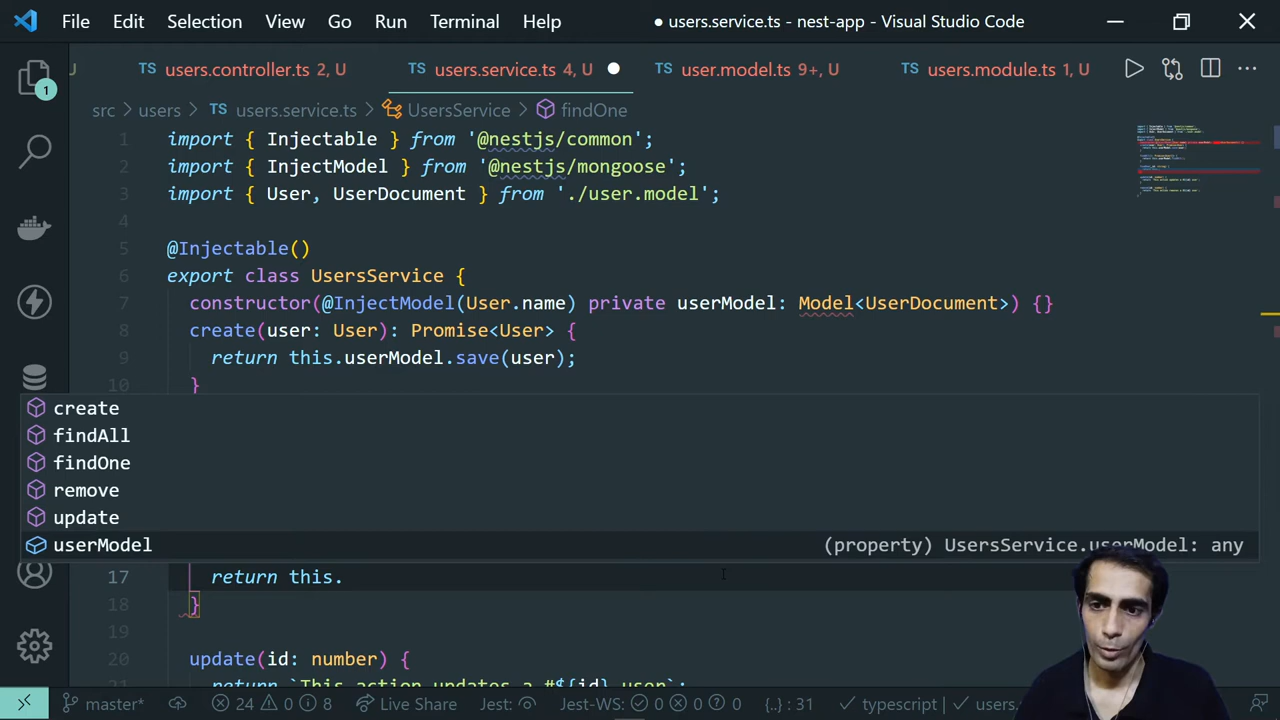 File Edit Selection View Go Run Terminal Help ● users.service.ts - nest-app - Visual Studio Code
U TS users.controller.ts 2, U TS users.service.ts 4, U TS user.model.ts 9+, U TS users.module.ts 1, U
src > users > TS users.service.ts > UsersService > findOne
1 import { Injectable } from '@nestjs/common';
2 import { InjectModel } from '@nestjs/mongoose';
3 import { User, UserDocument } from './user.model';
4
5 @Injectable()
6 export class UsersService {
7 constructor(@InjectModel(User.name) private userModel: Model<UserDocument>) {}
8 create(user: User): Promise<User> {
9 return this.userModel.save(user);
10 }
create
findAll
findOne
remove
update
userModel (property) UsersService.userModel: any
17 return this.
18 }
19
20 update(id: number) {
return `This action updates a #${id} user`;
master* 24 0 8 Live Share Jest: Jest-WS: 0 0 0 {..} : 31 typescript users.
1